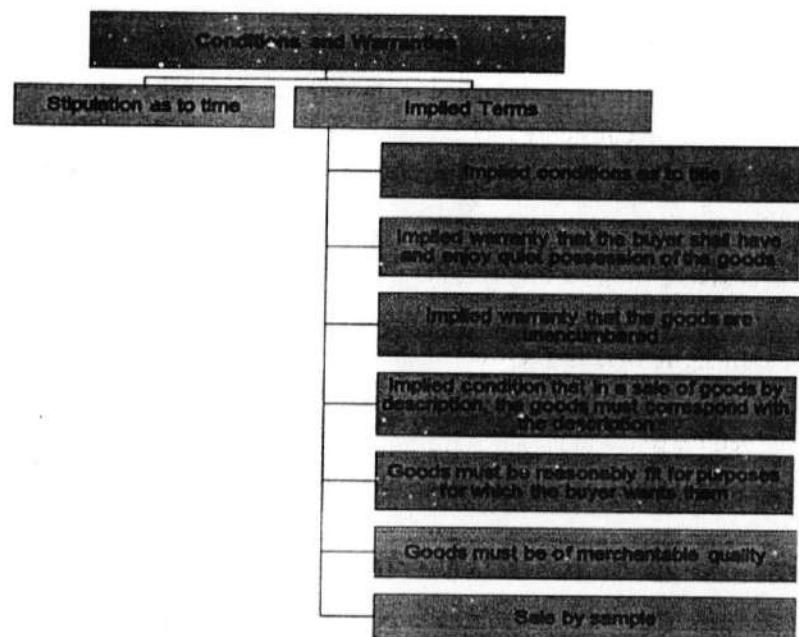 Conditions and Warranties
Stipulation as to time
Implied Terms
Implied conditions as to title
Implied warranty that the buyer shall have
and enjoy quiet possession of the goods
Implied warranty that the goods are
unencumbered
Implied condition that in a sale of goods by
description, the goods must correspond with
the description
Goods must be reasonably fit for purposes
for which the buyer wants them
Goods must be of merchantable quality
Sale by sample